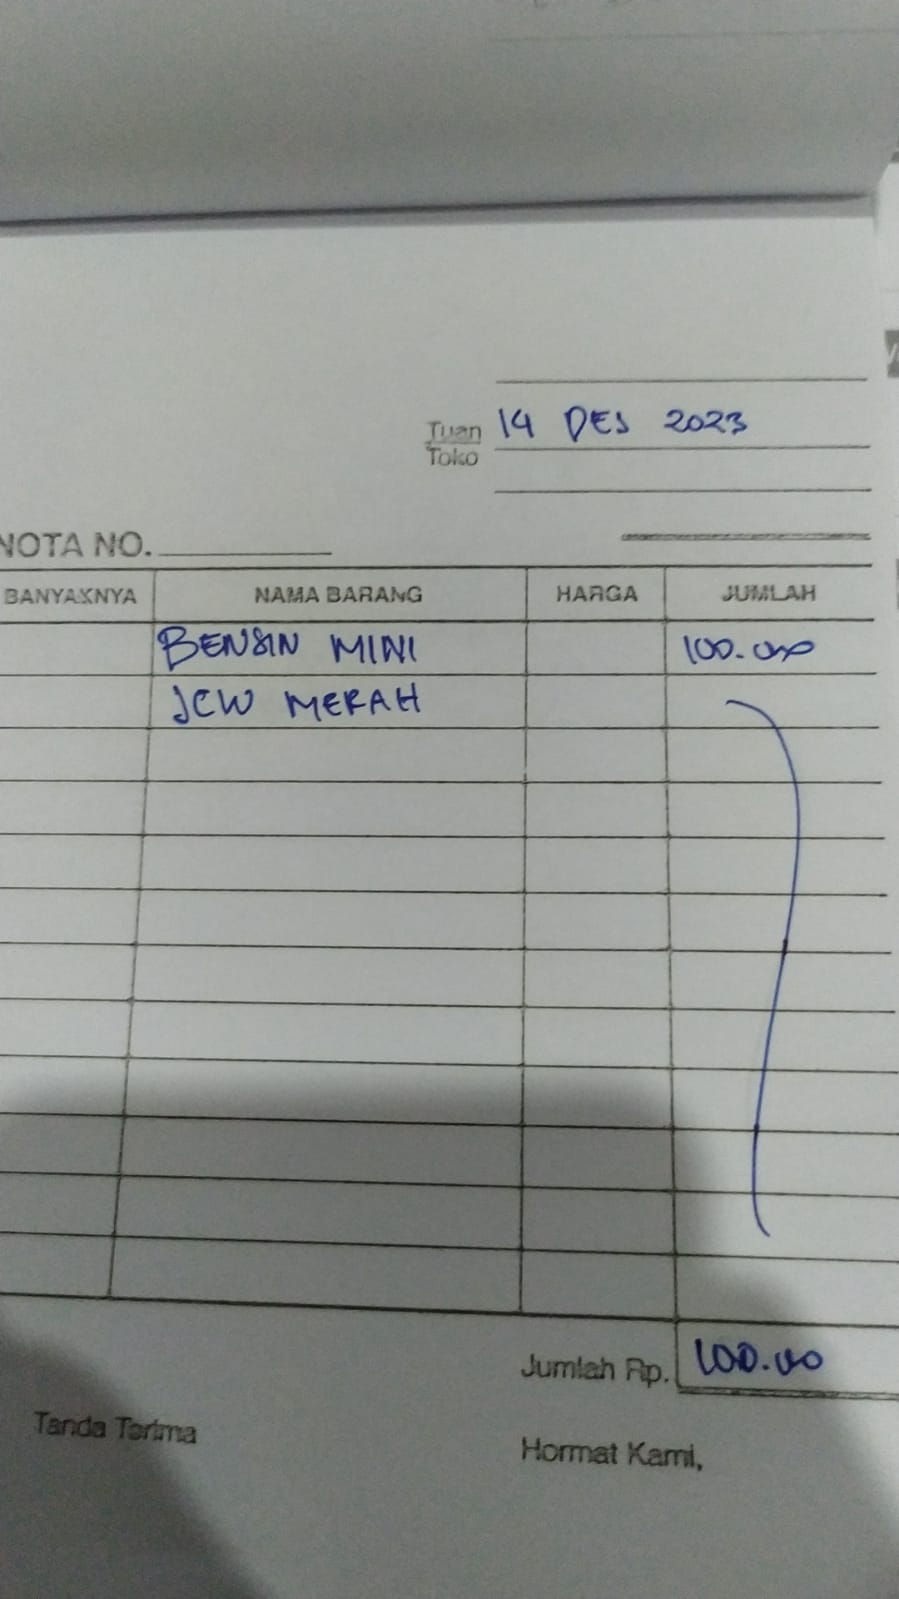 14 DES 2023
Tuan
Toko
NOTA NO.
BANYAKNYA NAMA BARANG HARGA JUMLAH
BENSIN MINI 100.000
JCW MERAH
Jumlah Rp. 100.000
Tanda Terima
Hormat Kami,